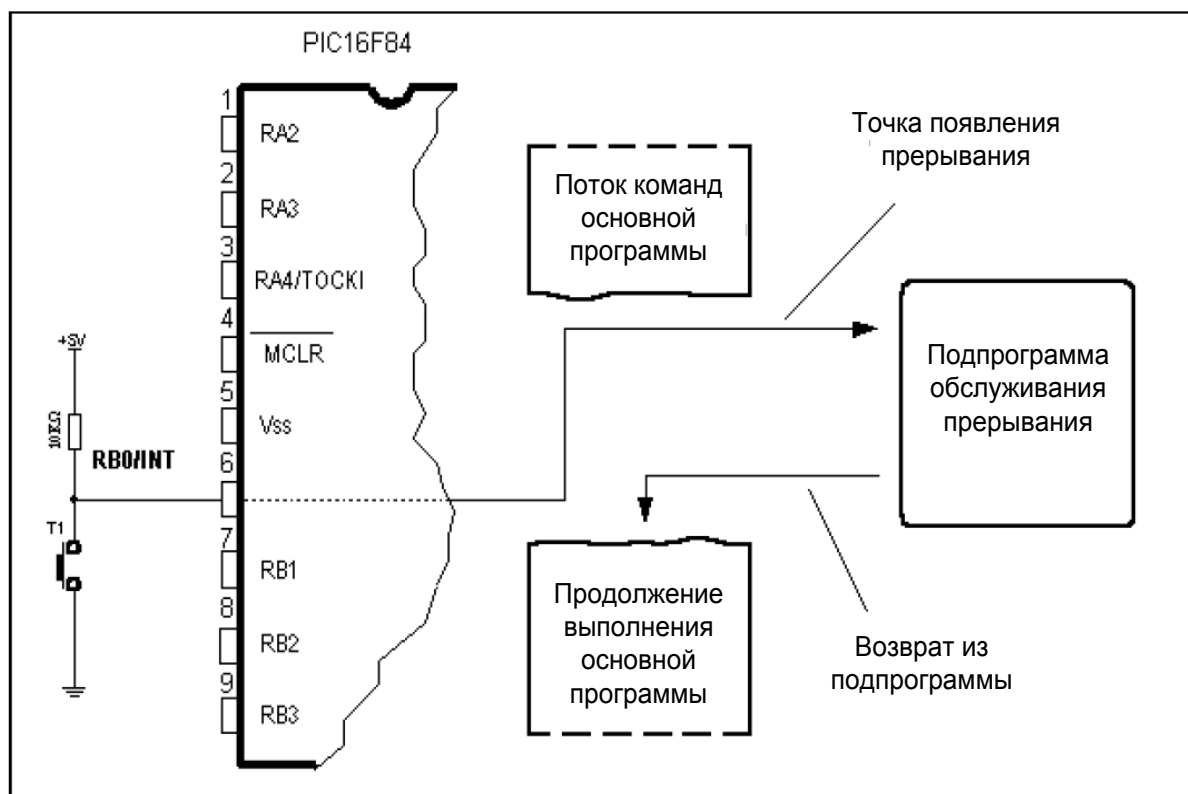 PIC16F84
1
RA2
2
RA3
3
RA4/TOCKI
4
MCLR
5
Vss
6
RB0/INT
7
RB1
8
RB2
9
RB3
+5V
10KΩ
T1
Поток команд
основной
программы
Точка появления
прерывания
Подпрограмма
обслуживания
прерывания
Продолжение
выполнения
основной
программы
Возврат из
подпрограммы